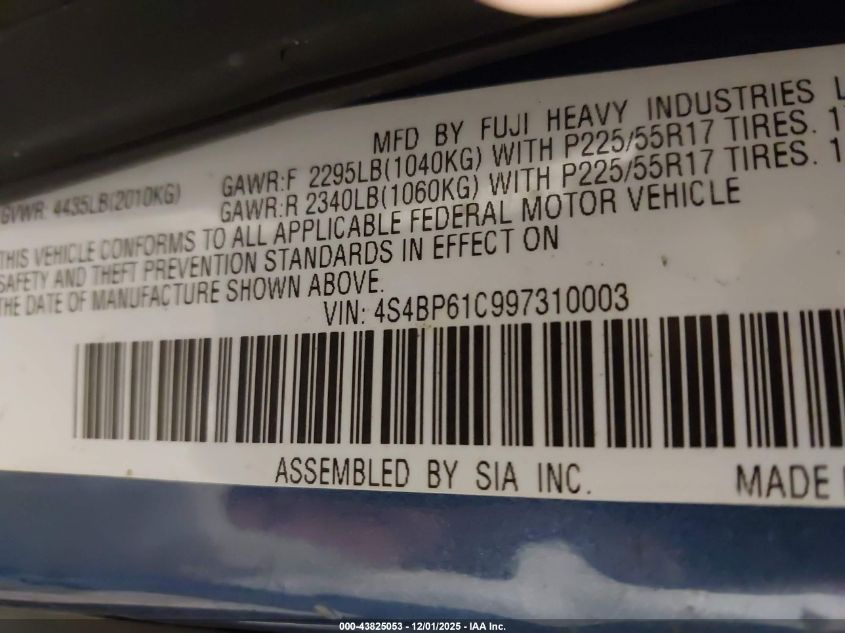 MFD BY FUJI HEAVY INDUSTRIES L
GVWR: 4435LB(2010KG) GAWR:F 2295LB(1040KG) WITH P225/55R17 TIRES. 1
GAWR:R 2340LB(1060KG) WITH P225/55R17 TIRES. 1
THIS VEHICLE CONFORMS TO ALL APPLICABLE FEDERAL MOTOR VEHICLE
SAFETY AND THEFT PREVENTION STANDARDS IN EFFECT ON
THE DATE OF MANUFACTURE SHOWN ABOVE.
VIN: 4S4BP61C997310003
ASSEMBLED BY SIA INC.
MADE
000-43825053 - 12/01/2025 - IAA Inc.